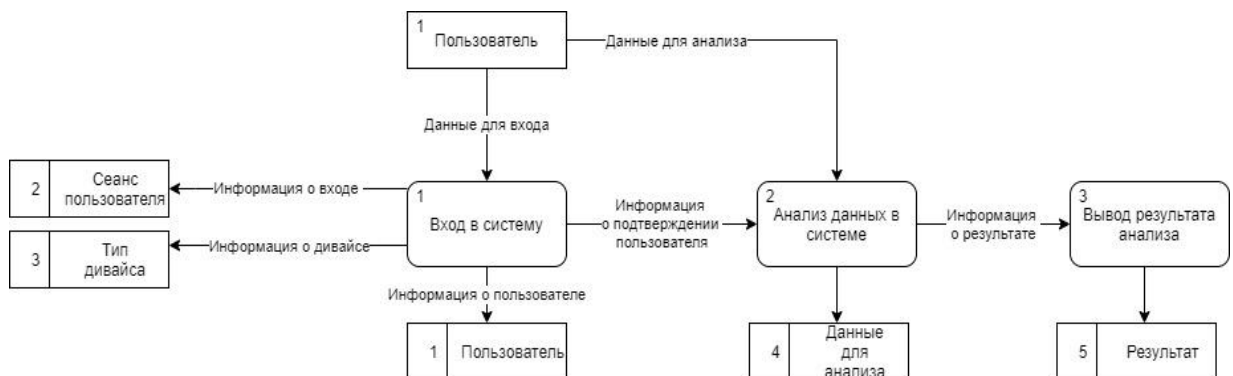 1
Пользователь
Данные для анализа
Данные для входа
2
Сеанс
пользователя
Информация о входе
1
Вход в систему
Информация
о подтверждении
пользователя
2
Анализ данных в
системе
Информация
о результате
3
Вывод результата
анализа
3
Тип
дивайса
Информация о дивайсе
Информация о пользователе
1
Пользователь
4
Данные
для
анализа
5
Результат